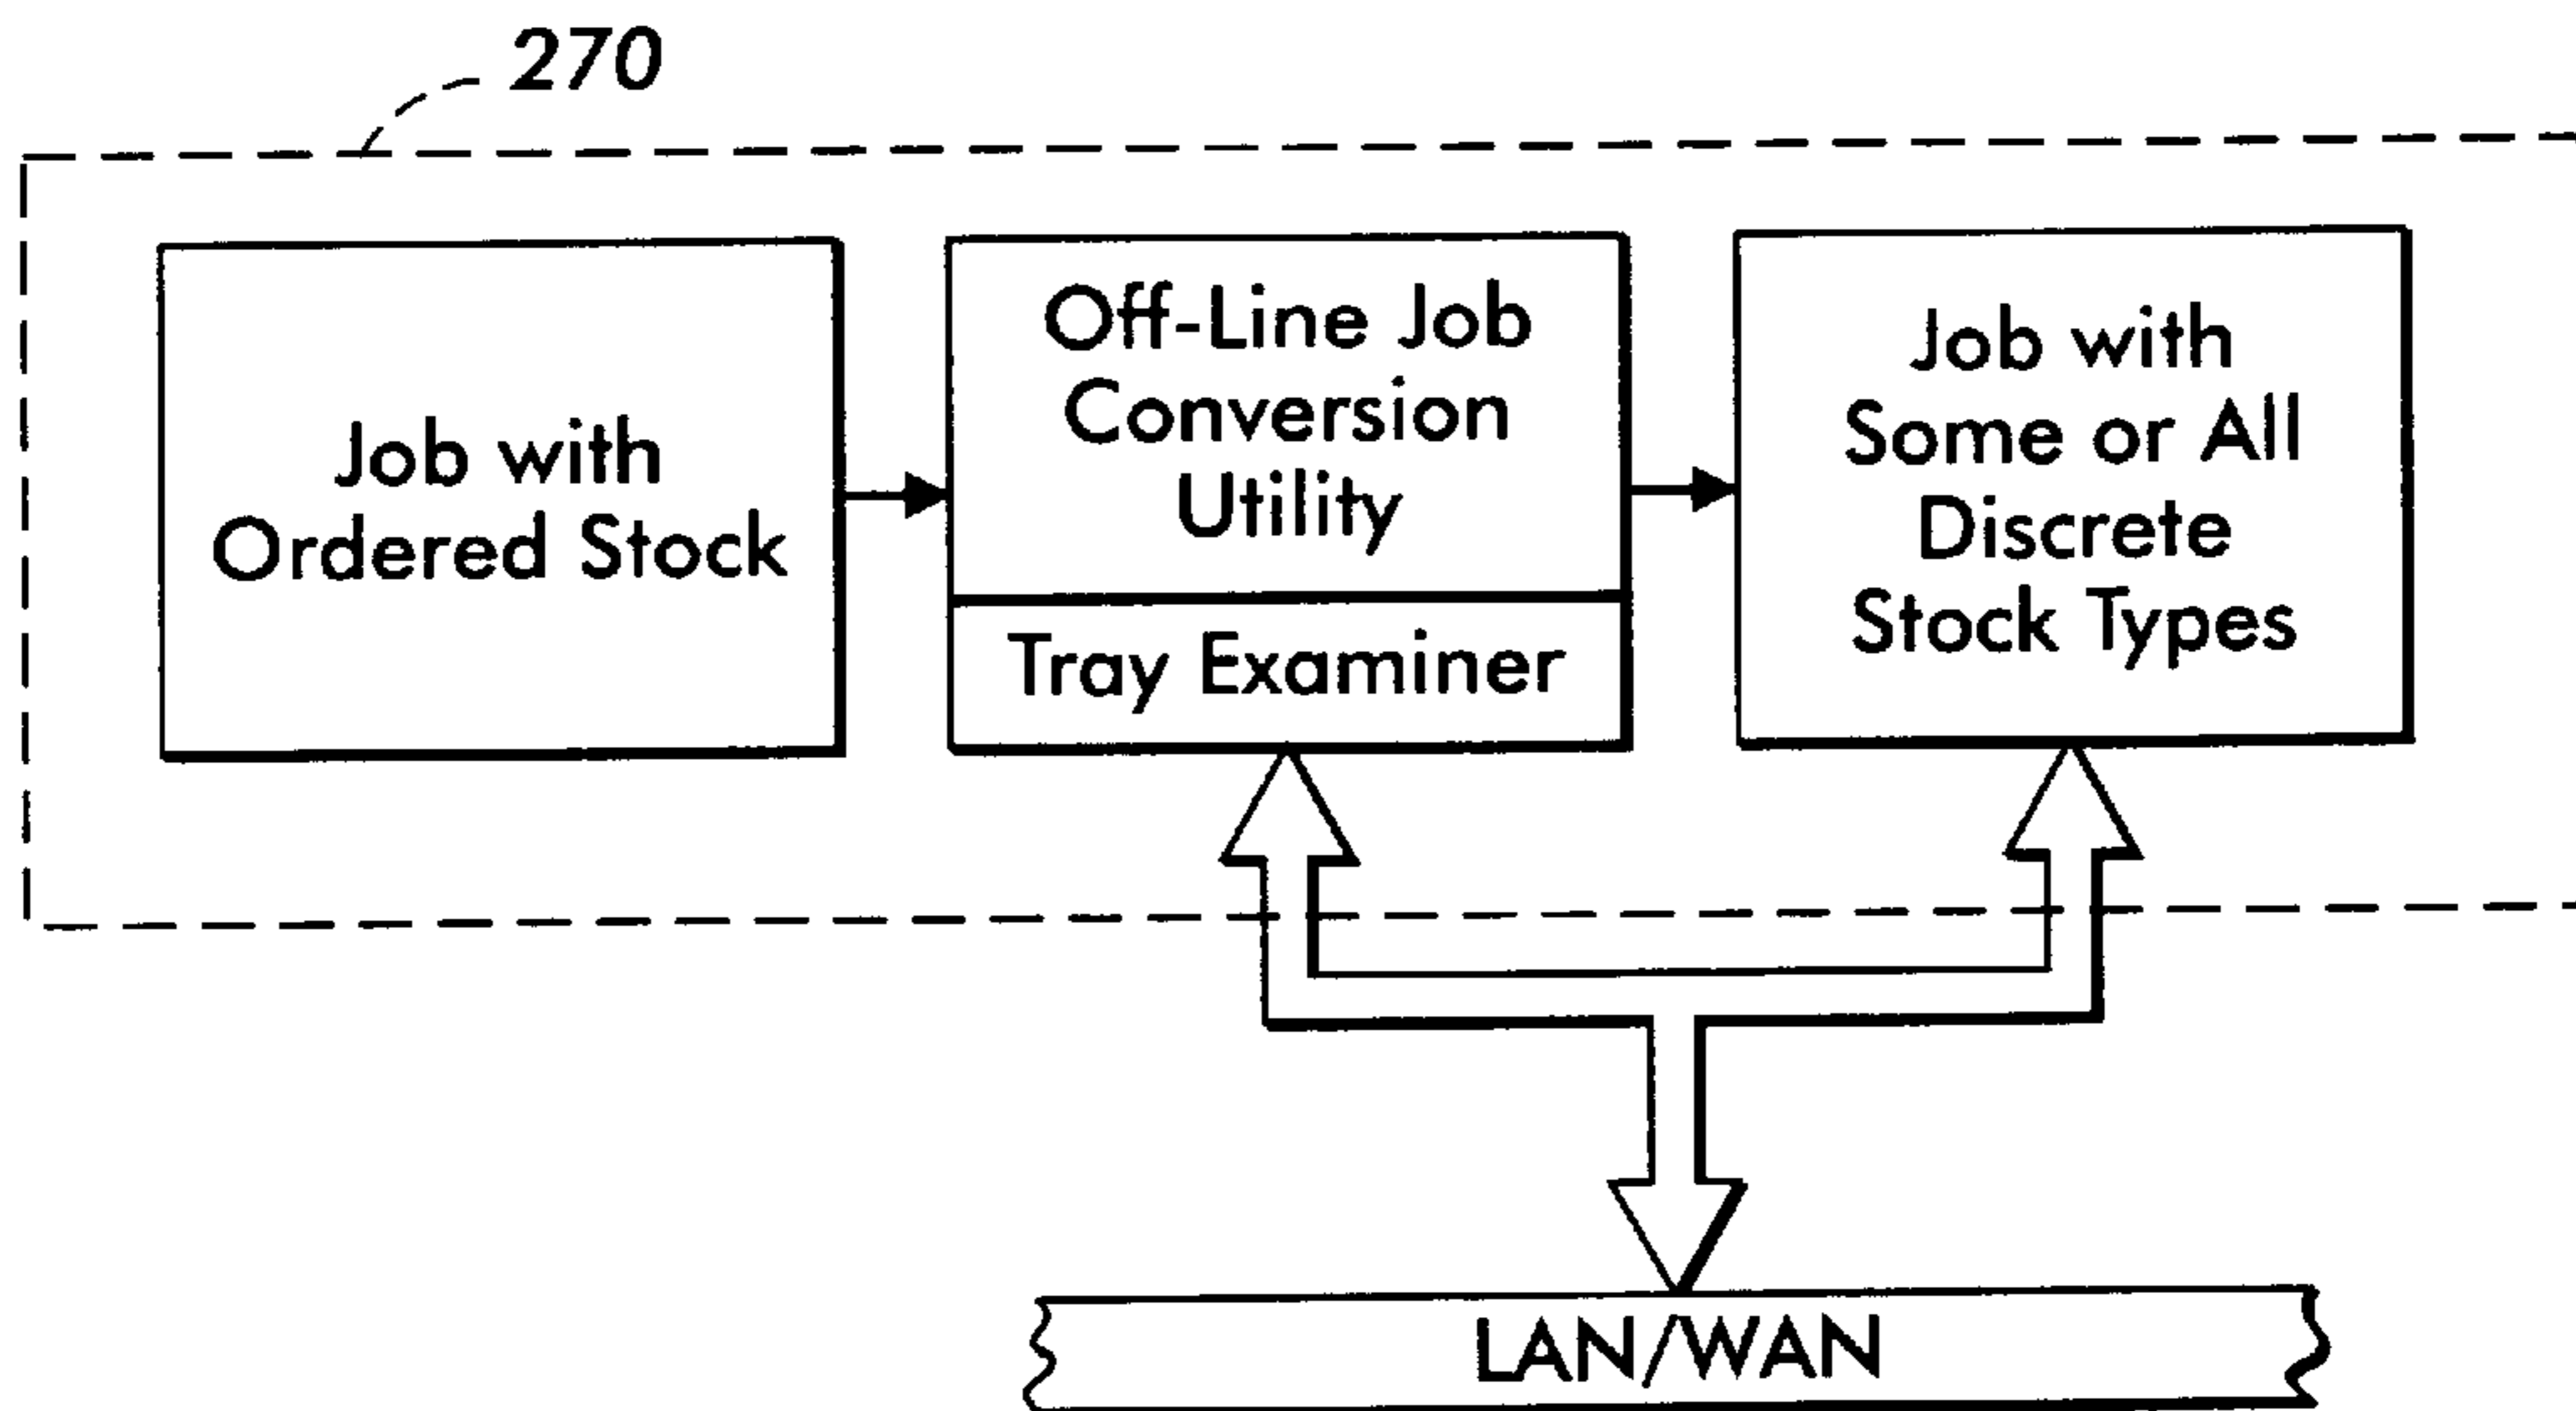 270
Job with
Ordered Stock
Off-Line Job
Conversion
Utility
Tray Examiner
Job with
Some or All
Discrete
Stock Types
LAN/WAN